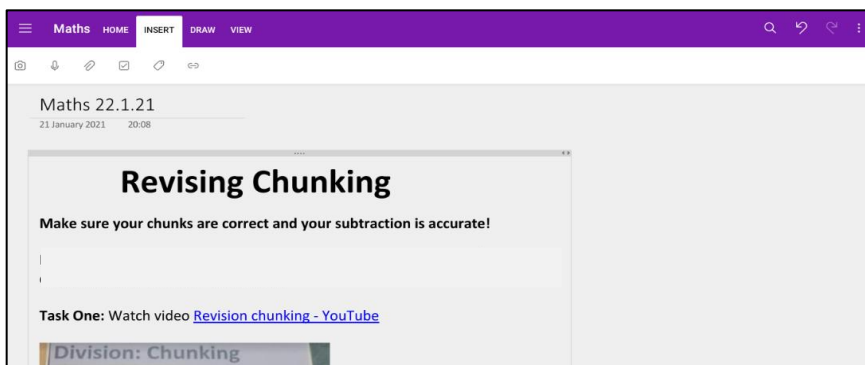 Maths HOME INSERT DRAW VIEW
Maths 22.1.21
21 January 2021 20:08
Revising Chunking
Make sure your chunks are correct and your subtraction is accurate!
Task One: Watch video Revision chunking - YouTube
Division: Chunking